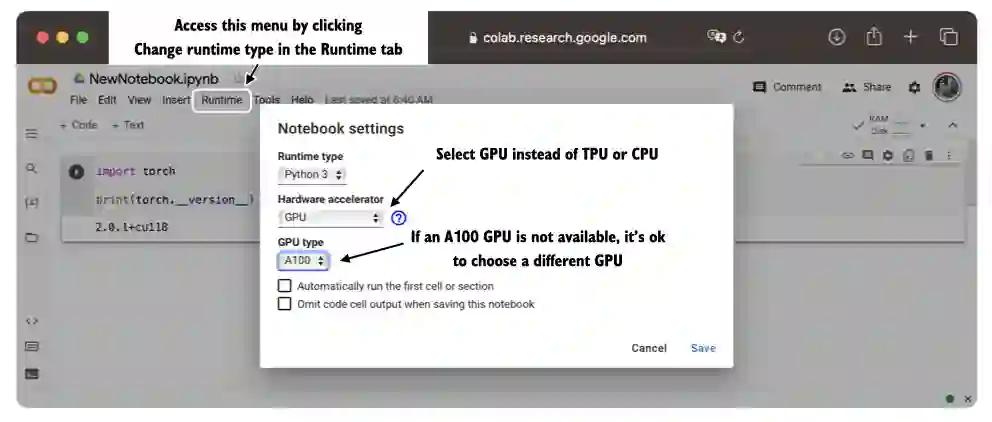 Access this menu by clicking
Change runtime type in the Runtime tab
colab.research.google.com
NewNotebook.ipynb
File Edit View Insert Runtime Tools Help Last saved at 6:40 AM
Comment Share
+ Code + Text
RAM
Disk
import torch
print(torch.__version__)
2.0.1+cu118
Notebook settings
Runtime type
Python 3
Select GPU instead of TPU or CPU
Hardware accelerator
GPU
?
GPU type
A100
If an A100 GPU is not available, it's ok
to choose a different GPU
Automatically run the first cell or section
Omit code cell output when saving this notebook
Cancel Save